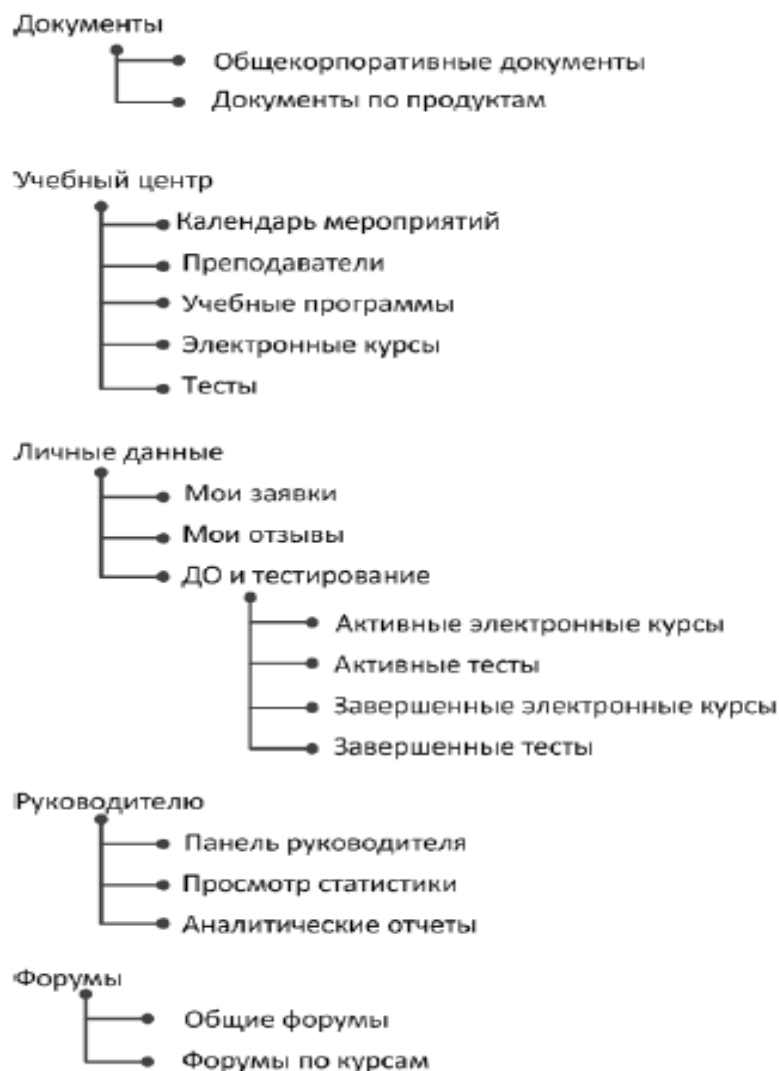 Документы
Общекорпоративные документы
Документы по продуктам
Учебный центр
Календарь мероприятий
Преподаватели
Учебные программы
Электронные курсы
Тесты
Личные данные
Мои заявки
Мои отзывы
ДО и тестирование
Активные электронные курсы
Активные тесты
Завершенные электронные курсы
Завершенные тесты
Руководителю
Панель руководителя
Просмотр статистики
Аналитические отчеты
Форумы
Общие форумы
Форумы по курсам